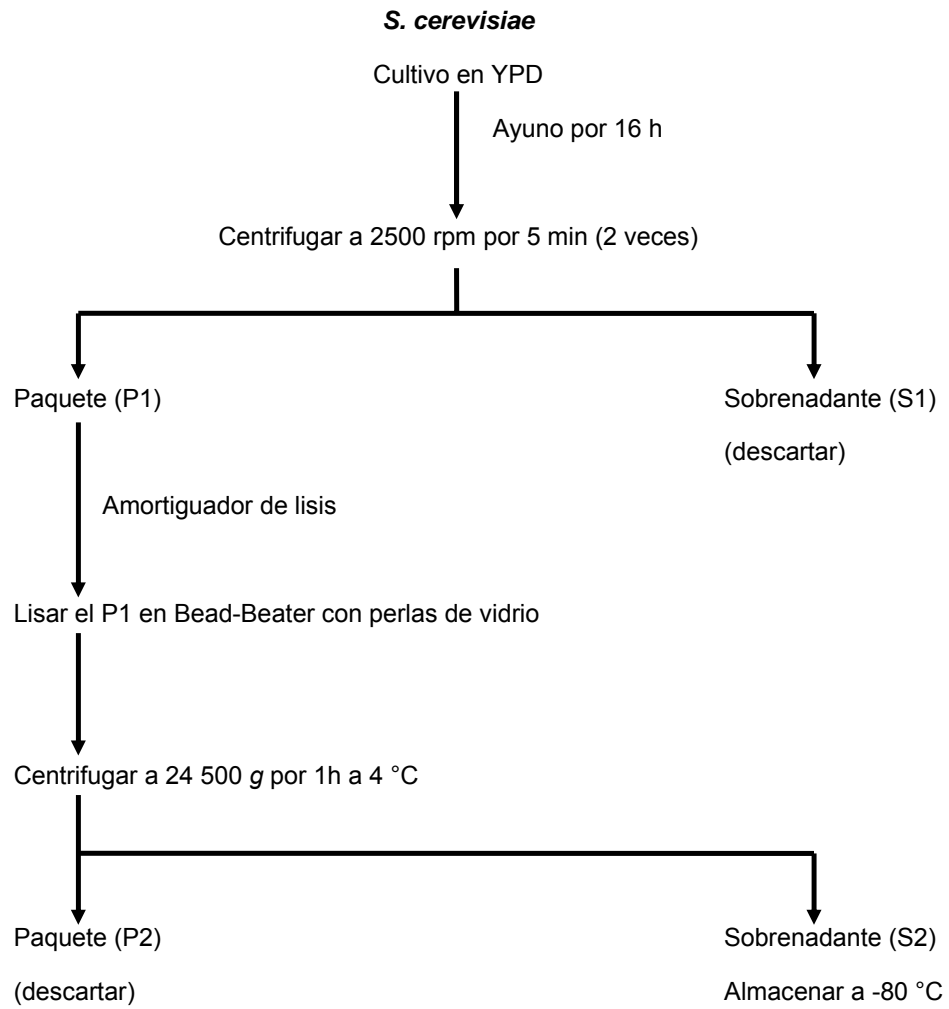 S. cerevisiae
Cultivo en YPD
Ayuno por 16 h
Centrifugar a 2500 rpm por 5 min (2 veces)
Paquete (P1)
Sobrenadante (S1)
(descartar)
Amortiguador de lisis
Lisar el P1 en Bead-Beater con perlas de vidrio
Centrifugar a 24 500 g por 1h a 4 °C
Paquete (P2)
(descartar)
Sobrenadante (S2)
Almacenar a -80 °C